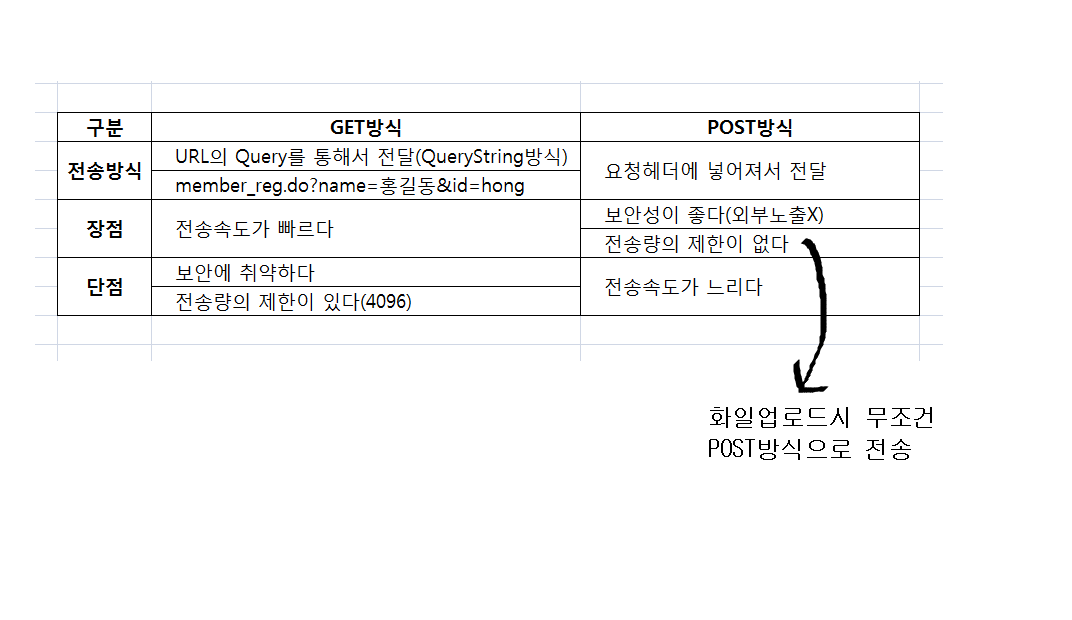 구분 GET방식 POST방식
전송방식 URL의 Query를 통해서 전달(QueryString방식) 요청헤더에 넣어져서 전달
member_reg.do?name=홍길동&id=hong
장점 전송속도가 빠르다 보안성이 좋다(외부노출X)
전송량의 제한이 없다
단점 보안에 취약하다 전송속도가 느리다
전송량의 제한이 있다(4096)
화일업로드시 무조건
POST방식으로 전송